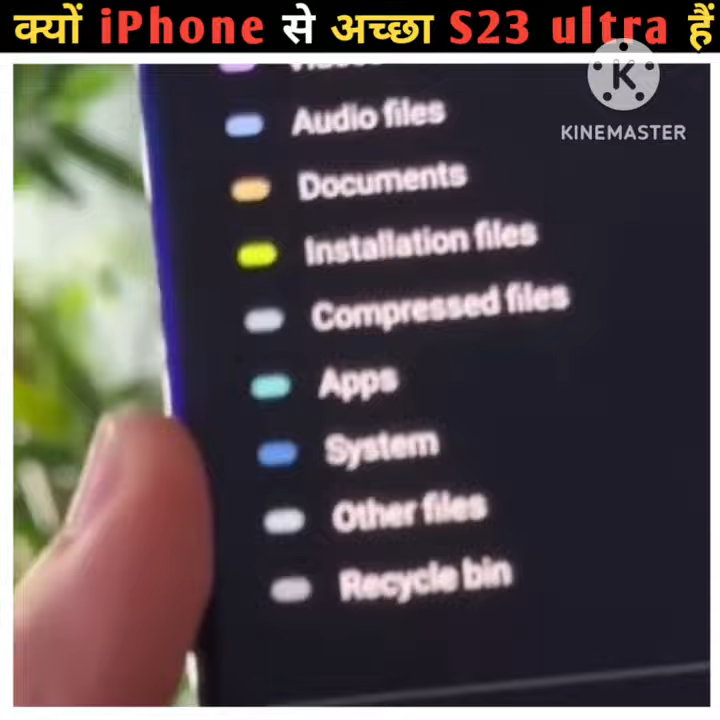 क्यों iPhone से अच्छा S23 ultra हैं
K
KINEMASTER
Audio files
Documents
Installation files
Compressed files
Apps
System
Other files
Recycle bin